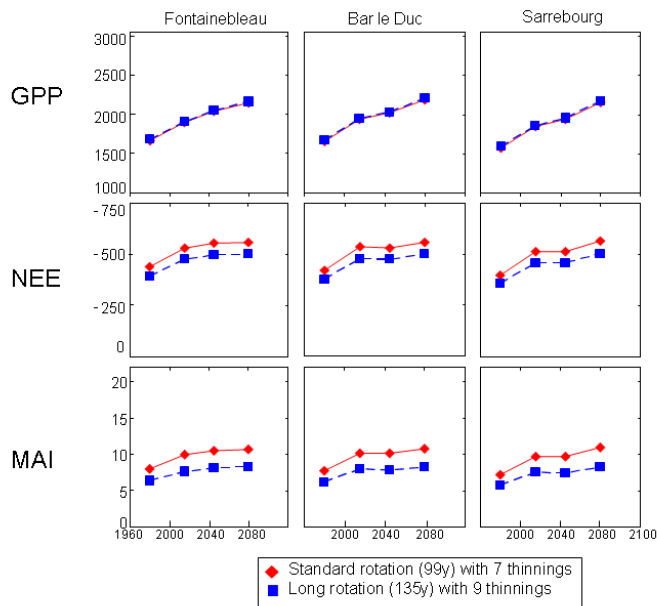 Fontainebleau Bar le Duc Sarrebourg
GPP
3000
2500
2000
1500
1000
NEE
-750
-500
-250
0
MAI
20
15
10
5
0
1960 2000 2040 2080 2000 2040 2080 2000 2040 2080 2100
Standard rotation (99y) with 7 thinnings
Long rotation (135y) with 9 thinnings